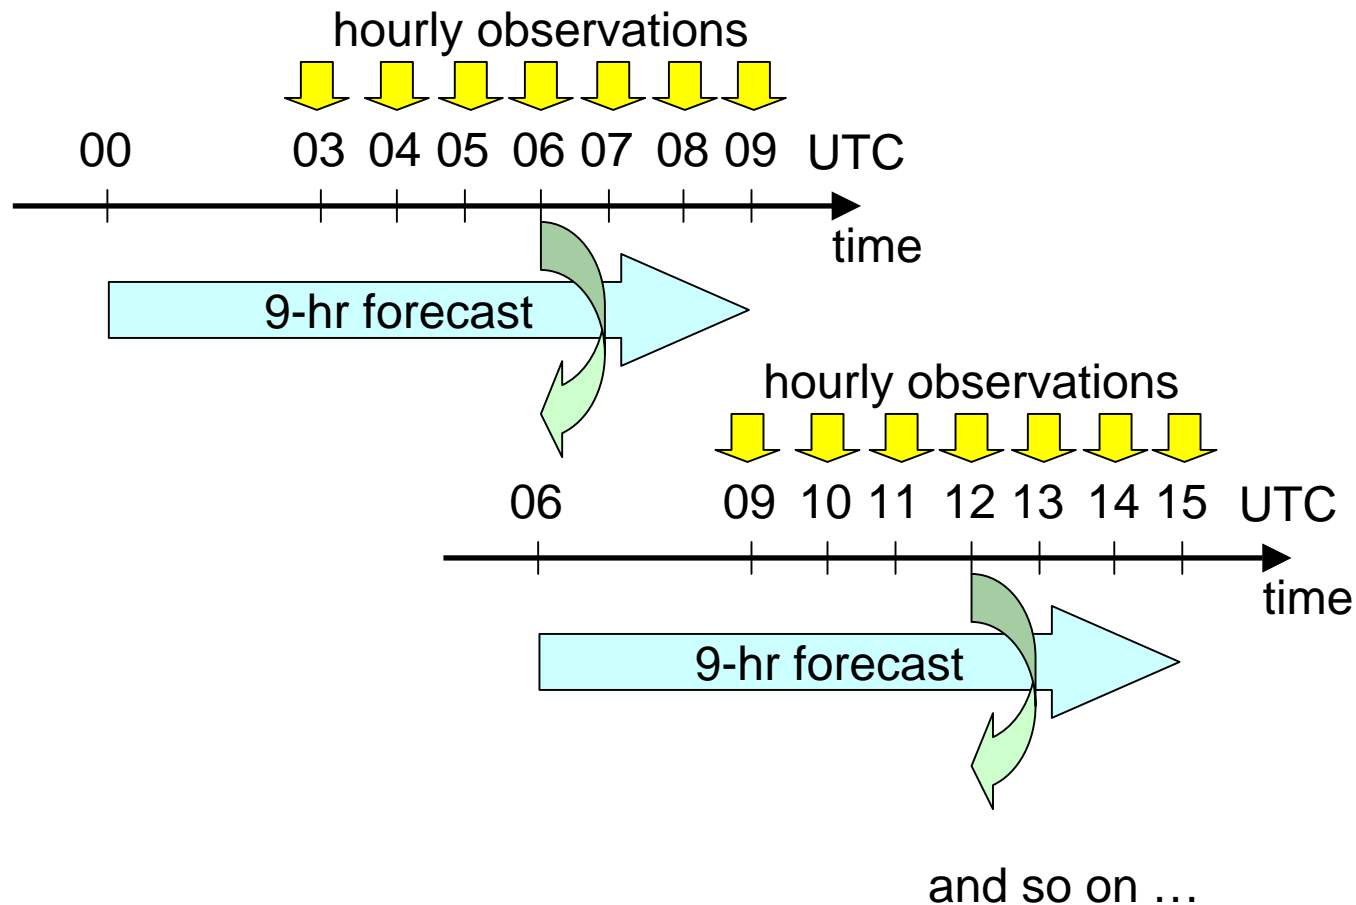 hourly observations
00 03 04 05 06 07 08 09 UTC
time
9-hr forecast
hourly observations
06 09 10 11 12 13 14 15 UTC
time
9-hr forecast
and so on ...